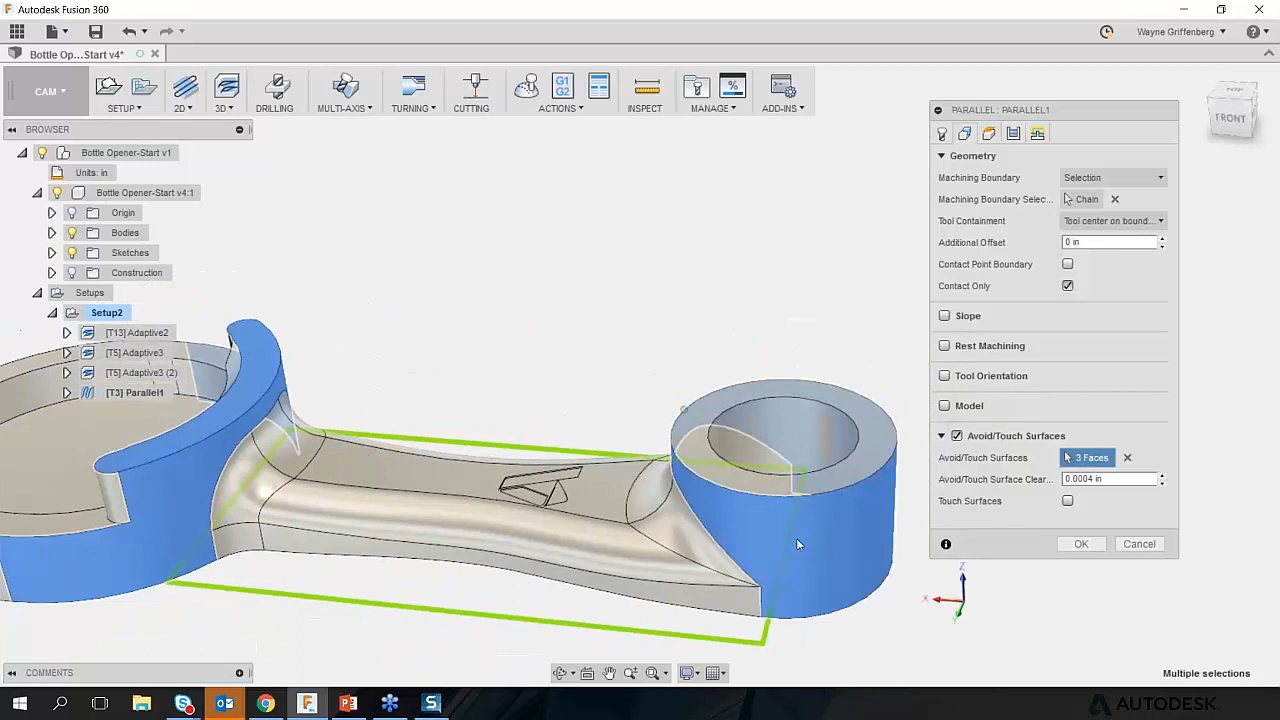 Autodesk Fusion 360
Bottle Op...Start v4*
Wayne Griffenberg
CAM
SETUP
2D
3D
DRILLING
MULTI-AXIS
TURNING
CUTTING
G1
G2
ACTIONS
INSPECT
%
MANAGE
ADD-INS
BROWSER
Bottle Opener-Start v1
Units: in
Bottle Opener-Start v4:1
Origin
Bodies
Sketches
Construction
Setups
Setup2
[T13] Adaptive2
[T5] Adaptive3
[T5] Adaptive3 (2)
[T3] Parallel1
FRONT
PARALLEL : PARALLEL1
Geometry
Machining Boundary Selection
Machining Boundary Selec... Chain
Tool Containment Tool center on bound...
Additional Offset 0 in
Contact Point Boundary
Contact Only
Slope
Rest Machining
Tool Orientation
Model
Avoid/Touch Surfaces
Avoid/Touch Surfaces 3 Faces
Avoid/Touch Surface Clear... 0.0004 in
Touch Surfaces
OK Cancel
Z
X
Y
COMMENTS
Multiple selections
AUTODESK